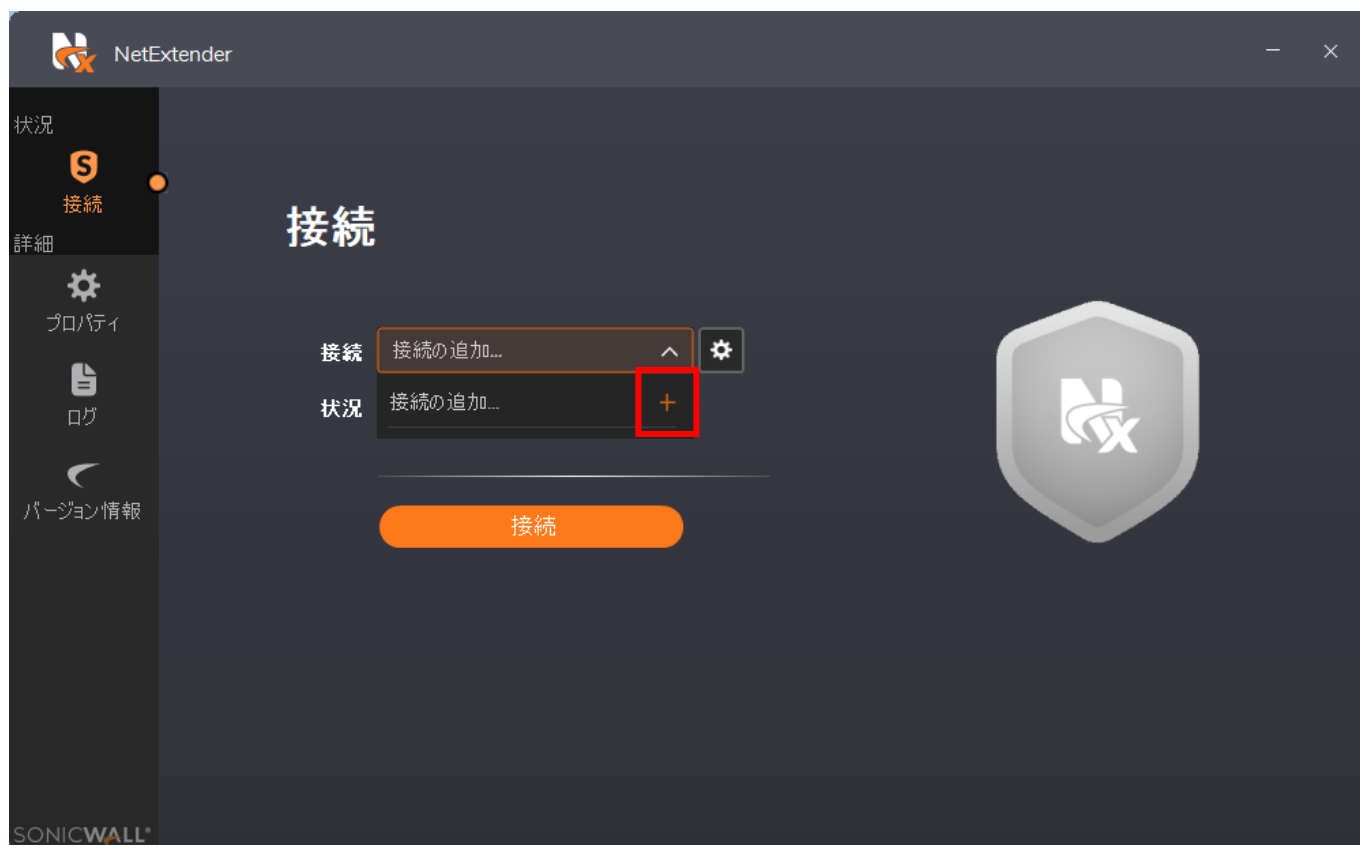 NetExtender
状況
S
接続
詳細
プロパティ
ログ
バージョン情報
接続
接続 接続の追加...
状況 接続の追加... +
接続
SONICWALL®